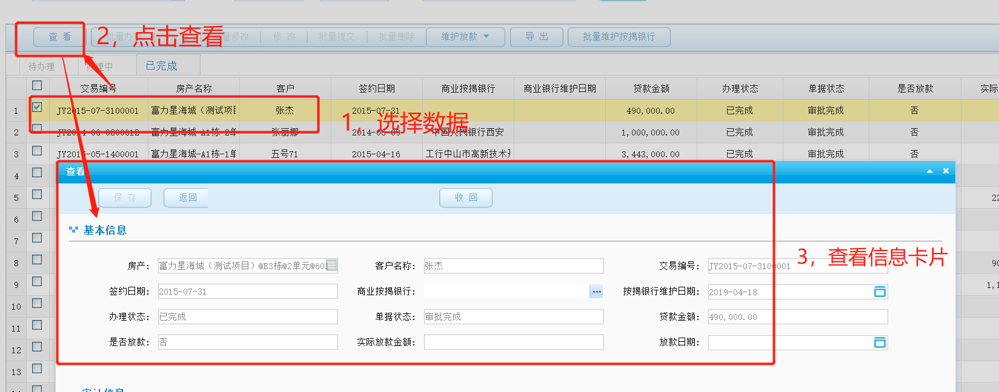 查 看 批量办理 批量修改 修 改 批量提交 批量删除 维护放款 导 出 批量维护按揭银行
2，点击查看
待办理 办理中 已完成
交易编号 房产名称 客户 签约日期 商业按揭银行 商业银行维护日期 贷款金额 办理状态 单据状态 是否放款 实际
1 JY2015-07-3100001 富力星海城（测试项目 张杰 2015-07-31 490,000.00 已完成 审批完成 否
1，选择数据
2 JY2014-06-0800612 富力星海城-A1栋-2单 张丽娜 2014-06-09 中国人民银行西安 1,000,000.00 已完成 审批完成 否
3 JY2015-05-1400001 富力星海城-A1栋-1单 五号71 2015-04-16 工行中山市高新技术开 3,443,000.00 已完成 审批完成 否
4
5
6
7
8
9
10
11
12
13
查看
保 存 返回 收 回
基本信息
3，查看信息卡片
房产： 富力星海城（测试项目）@B3栋@2单元@601 客户名称： 张杰 交易编号： JY2015-07-3100001
签约日期： 2015-07-31 商业按揭银行： ... 按揭银行维护日期： 2019-04-18
办理状态： 已完成 单据状态： 审批完成 贷款金额： 490,000.00
是否放款： 否 实际放款金额： 放款日期：